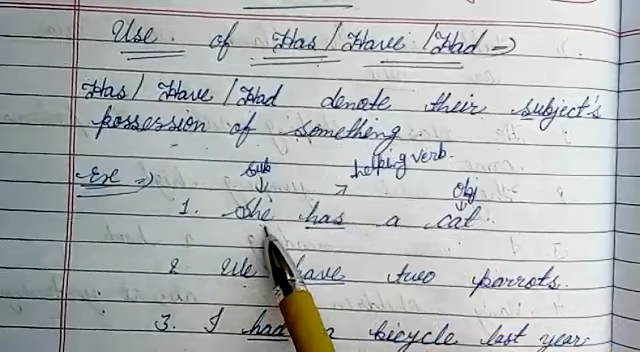 Use of Has / Have / Had ⇒
Has / Have / Had denote their subject's
possession of something
helping verb.
Ex ⇒ sub obj
1. She has a cat.
2. We have two parrots.
3. I had a bicycle last year.